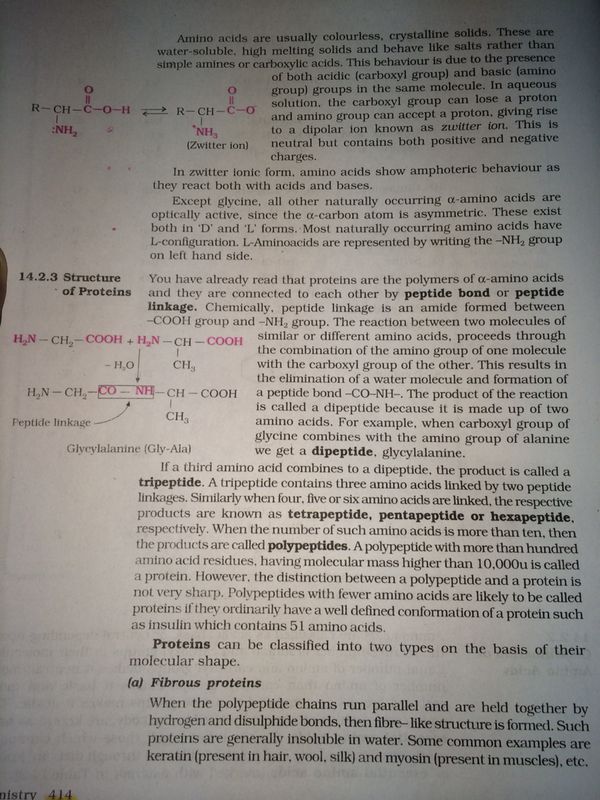 Amino acids are usually colourless, crystalline solids. These are
water-soluble, high melting solids and behave like salts rather than
simple amines or carboxylic acids. This behaviour is due to the presence
of both acidic (carboxyl group) and basic (amino
group) groups in the same molecule. In aqueous
solution, the carboxyl group can lose a proton
and amino group can accept a proton, giving rise
to a dipolar ion known as zwitter ion. This is
neutral but contains both positive and negative
charges.
O
||
R—CH—C—O—H
|
:NH₂
⇌
O
||
R—CH—C—O⁻
|
⁺NH₃
(Zwitter ion)
In zwitter ionic form, amino acids show amphoteric behaviour as
they react both with acids and bases.
Except glycine, all other naturally occurring α-amino acids are
optically active, since the α-carbon atom is asymmetric. These exist
both in 'D' and 'L' forms. Most naturally occurring amino acids have
L-configuration. L-Aminoacids are represented by writing the –NH₂ group
on left hand side.
14.2.3 Structure
of Proteins
You have already read that proteins are the polymers of α-amino acids
and they are connected to each other by peptide bond or peptide
linkage. Chemically, peptide linkage is an amide formed between
–COOH group and –NH₂ group. The reaction between two molecules of
similar or different amino acids, proceeds through
the combination of the amino group of one molecule
with the carboxyl group of the other. This results in
the elimination of a water molecule and formation of
a peptide bond –CO–NH–. The product of the reaction
is called a dipeptide because it is made up of two
amino acids. For example, when carboxyl group of
glycine combines with the amino group of alanine
we get a dipeptide, glycylalanine.
H₂N—CH₂—COOH + H₂N—CH—COOH
|
– H₂O
CH₃
H₂N—CH₂—CO—NH—CH—COOH
|
CH₃
Peptide linkage
Glycylalanine (Gly-Ala)
If a third amino acid combines to a dipeptide, the product is called a
tripeptide. A tripeptide contains three amino acids linked by two peptide
linkages. Similarly when four, five or six amino acids are linked, the respective
products are known as tetrapeptide, pentapeptide or hexapeptide,
respectively. When the number of such amino acids is more than ten, then
the products are called polypeptides. A polypeptide with more than hundred
amino acid residues, having molecular mass higher than 10,000u is called
a protein. However, the distinction between a polypeptide and a protein is
not very sharp. Polypeptides with fewer amino acids are likely to be called
proteins if they ordinarily have a well defined conformation of a protein such
as insulin which contains 51 amino acids.
Proteins can be classified into two types on the basis of their
molecular shape.
(a) Fibrous proteins
When the polypeptide chains run parallel and are held together by
hydrogen and disulphide bonds, then fibre– like structure is formed. Such
proteins are generally insoluble in water. Some common examples are
keratin (present in hair, wool, silk) and myosin (present in muscles), etc.
nistry 414